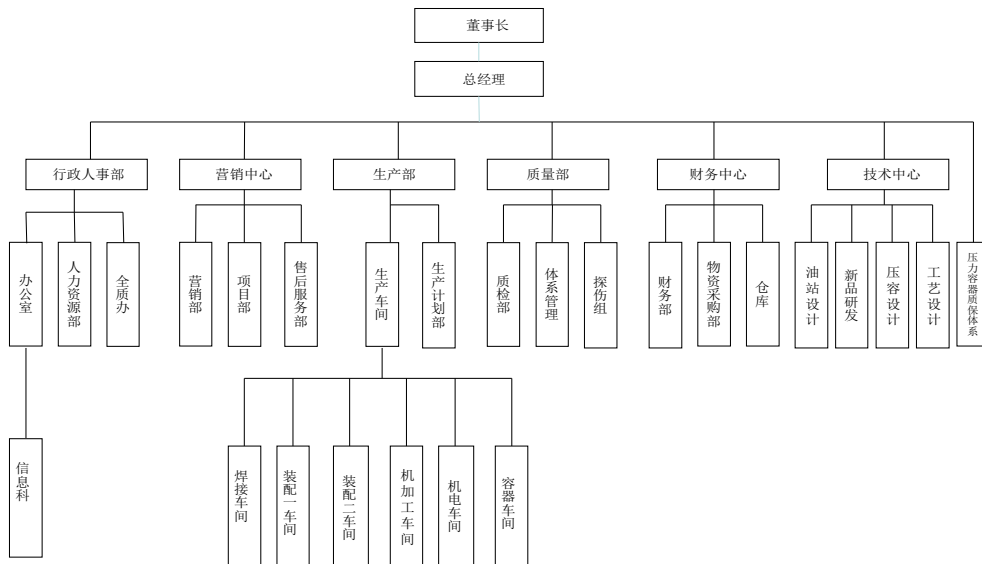 董事长
总经理
行政人事部
营销中心
生产部
质量部
财务中心
技术中心
办公室
人力资源部
全质办
营销部
项目部
售后服务部
生产车间
生产计划部
质检部
体系管理
探伤组
财务部
物资采购部
仓库
油站设计
新品研发
压容设计
工艺设计
压力容器质保体系
信息科
焊接车间
装配一车间
装配二车间
机加工车间
机电车间
容器车间